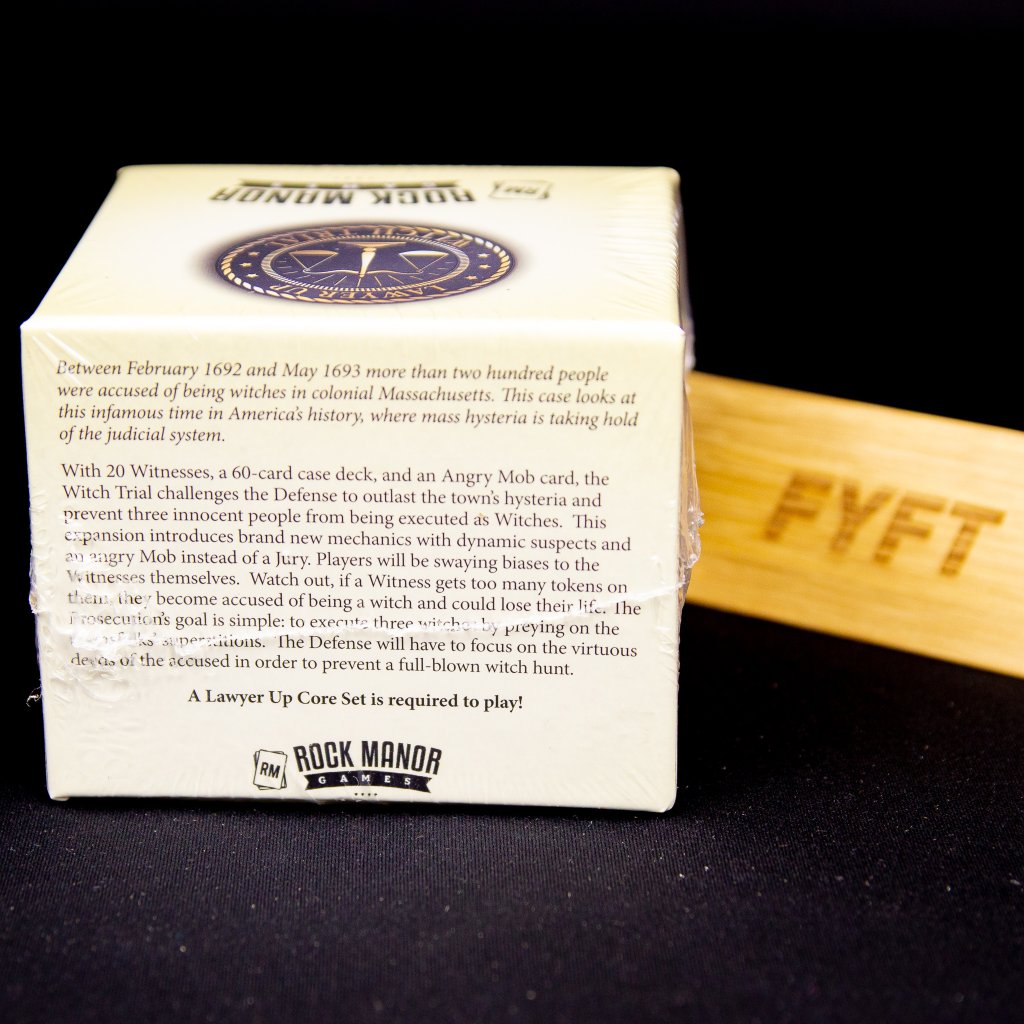 ROCK MANOR
GAMES
RM
WITCH TRIAL
LAWYER UP
Between February 1692 and May 1693 more than two hundred people
were accused of being witches in colonial Massachusetts. This case looks at
this infamous time in America's history, where mass hysteria is taking hold
of the judicial system.
With 20 Witnesses, a 60-card case deck, and an Angry Mob card, the
Witch Trial challenges the Defense to outlast the town's hysteria and
prevent three innocent people from being executed as Witches. This
expansion introduces brand new mechanics with dynamic suspects and
an angry Mob instead of a Jury. Players will be swaying biases to the
Witnesses themselves. Watch out, if a Witness gets too many tokens on
them, they become accused of being a witch and could lose their life. The
Prosecution's goal is simple: to execute three witches by preying on the
superstitions. The Defense will have to focus on the virtuous
deeds of the accused in order to prevent a full-blown witch hunt.
A Lawyer Up Core Set is required to play!
RM
ROCK MANOR
GAMES
FYFT